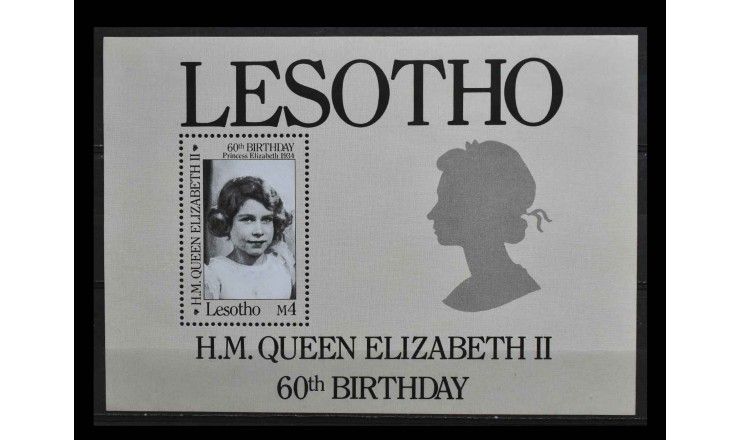 LESOTHO
60th BIRTHDAY
Princess Elizabeth 1934
H.M. QUEEN ELIZABETH II
Lesotho M4
H.M. QUEEN ELIZABETH II
60th BIRTHDAY